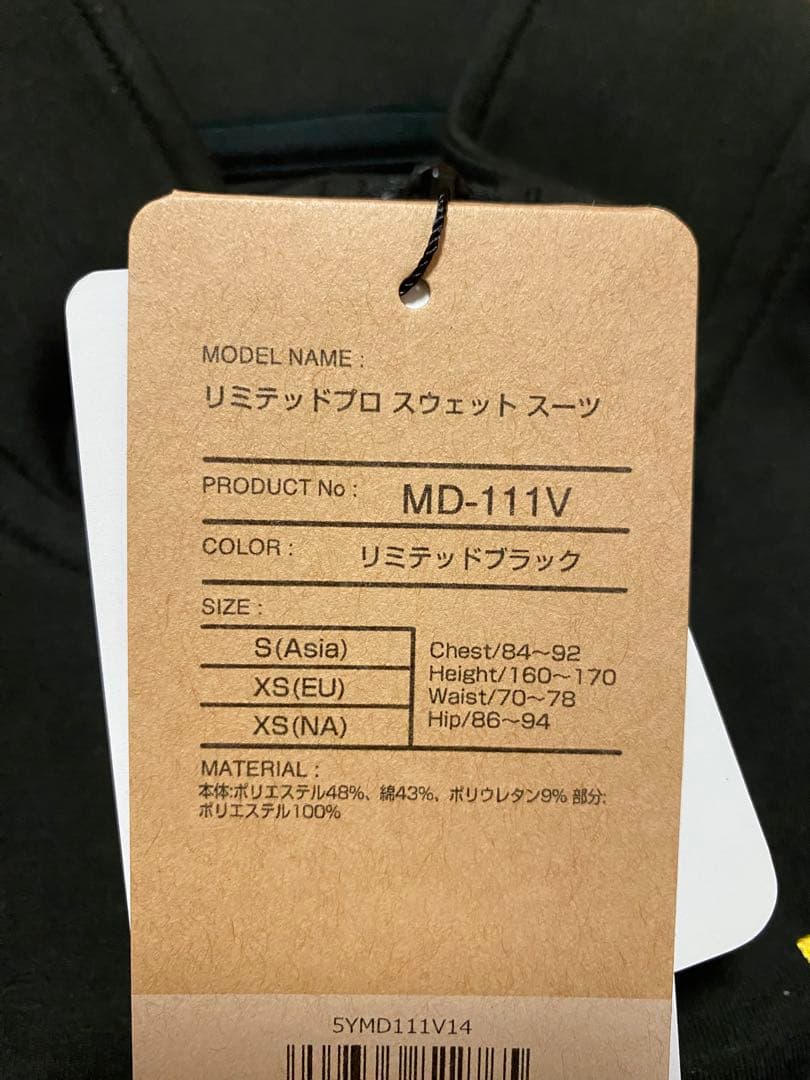 MODEL NAME :
リミテッドプロ スウェット スーツ
PRODUCT No : MD-111V
COLOR : リミテッドブラック
SIZE :
S(Asia)
XS(EU)
XS(NA)
Chest/84～92
Height/160～170
Waist/70～78
Hip/86～94
MATERIAL :
本体:ポリエステル48%、綿43%、ポリウレタン9% 部分:
ポリエステル100%
5YMD111V14